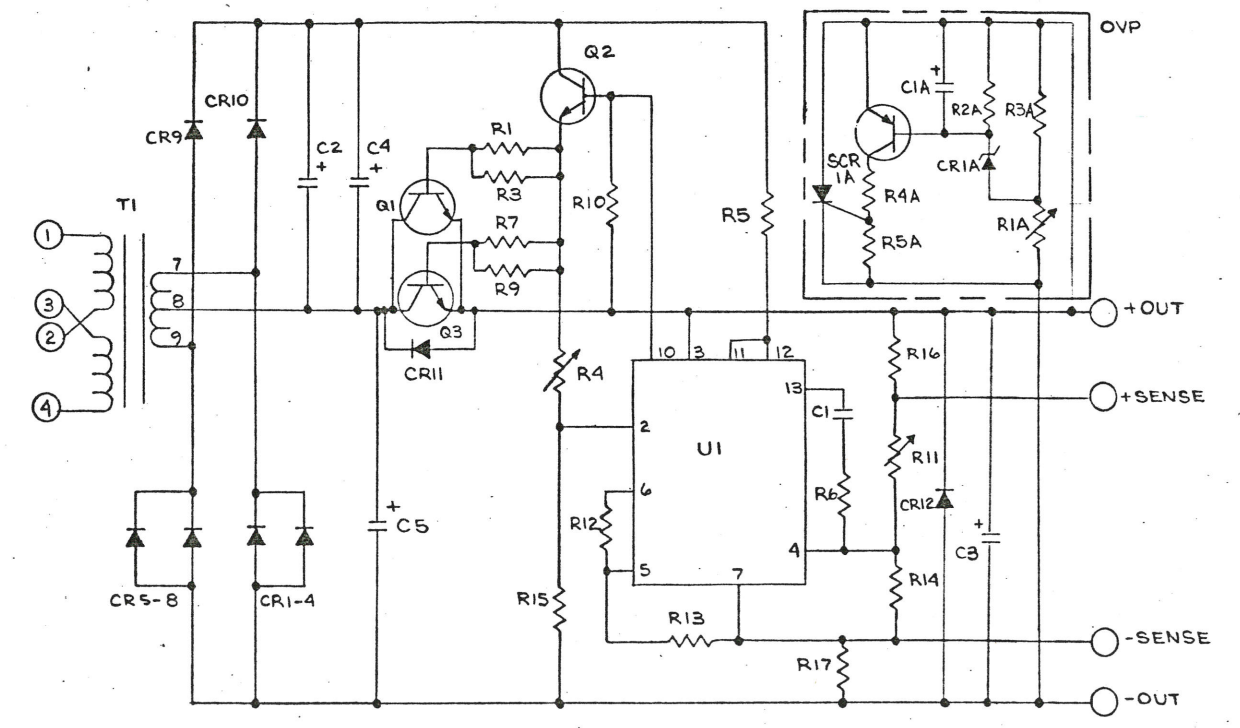 OVP
Q2
C1A
+
R2A
R3A
CR10
CR9
R1
C2
+
C4
+
CR1A
SCR
1A
R3
Q1
R10
R5
R4A
T1
R7
R1A
1
R5A
7
R9
3
8
+OUT
2
Q3
9
10
3
11
12
R16
CR11
R4
13
+SENSE
4
C1
2
U1
R11
6
R6
CR12
+
C5
R12
+
C3
4
5
7
R14
CR5-8
CR1-4
R15
R13
-SENSE
R17
-OUT